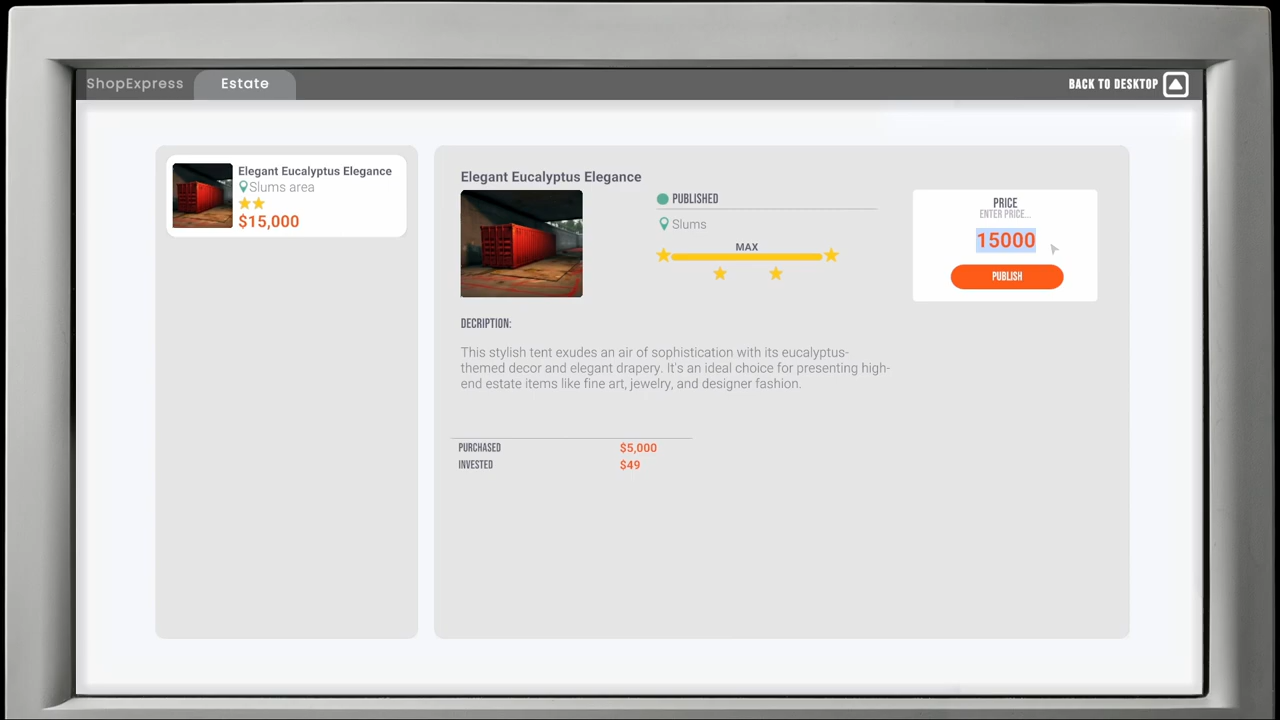 ShopExpress
Estate
BACK TO DESKTOP
Elegant Eucalyptus Elegance
Slums area
$15,000
Elegant Eucalyptus Elegance
PUBLISHED
Slums
MAX
PRICE
ENTER PRICE...
15000
PUBLISH
DECRIPTION:
This stylish tent exudes an air of sophistication with its eucalyptus-
themed decor and elegant drapery. It's an ideal choice for presenting high-
end estate items like fine art, jewelry, and designer fashion.
PURCHASED $5,000
INVESTED $49